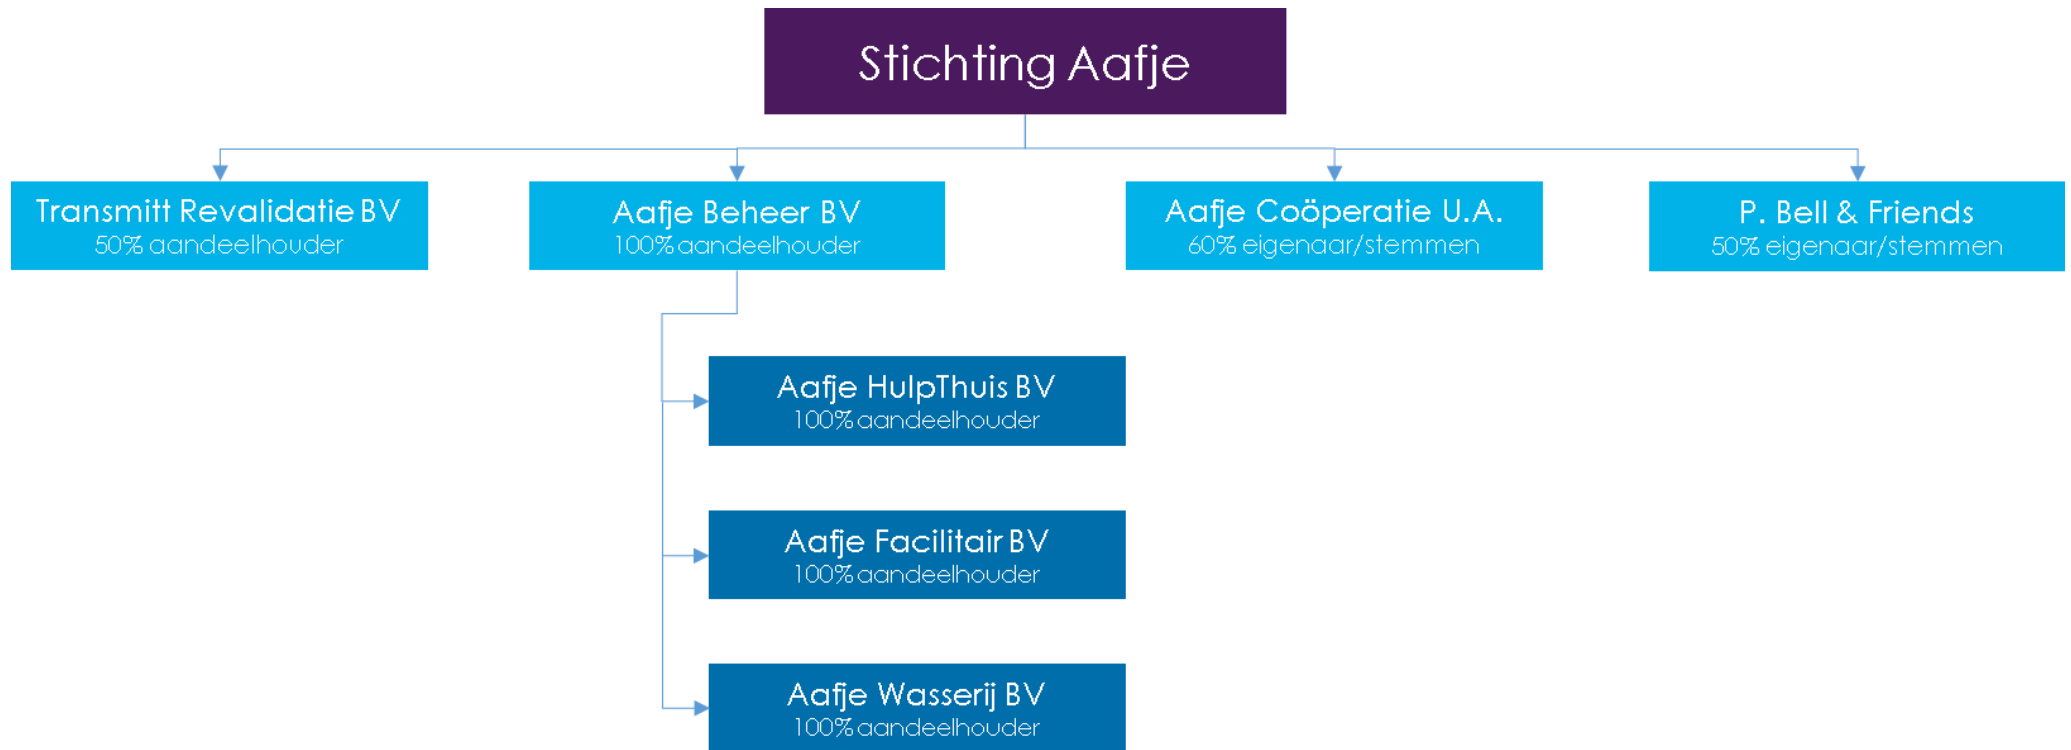 Stichting Aafje
Transmitt Revalidatie BV
50% aandeelhouder
Aafje Beheer BV
100% aandeelhouder
Aafje Coöperatie U.A.
60% eigenaar/stemmen
P. Bell & Friends
50% eigenaar/stemmen
Aafje HulpThuis BV
100% aandeelhouder
Aafje Facilitair BV
100% aandeelhouder
Aafje Wasserij BV
100% aandeelhouder